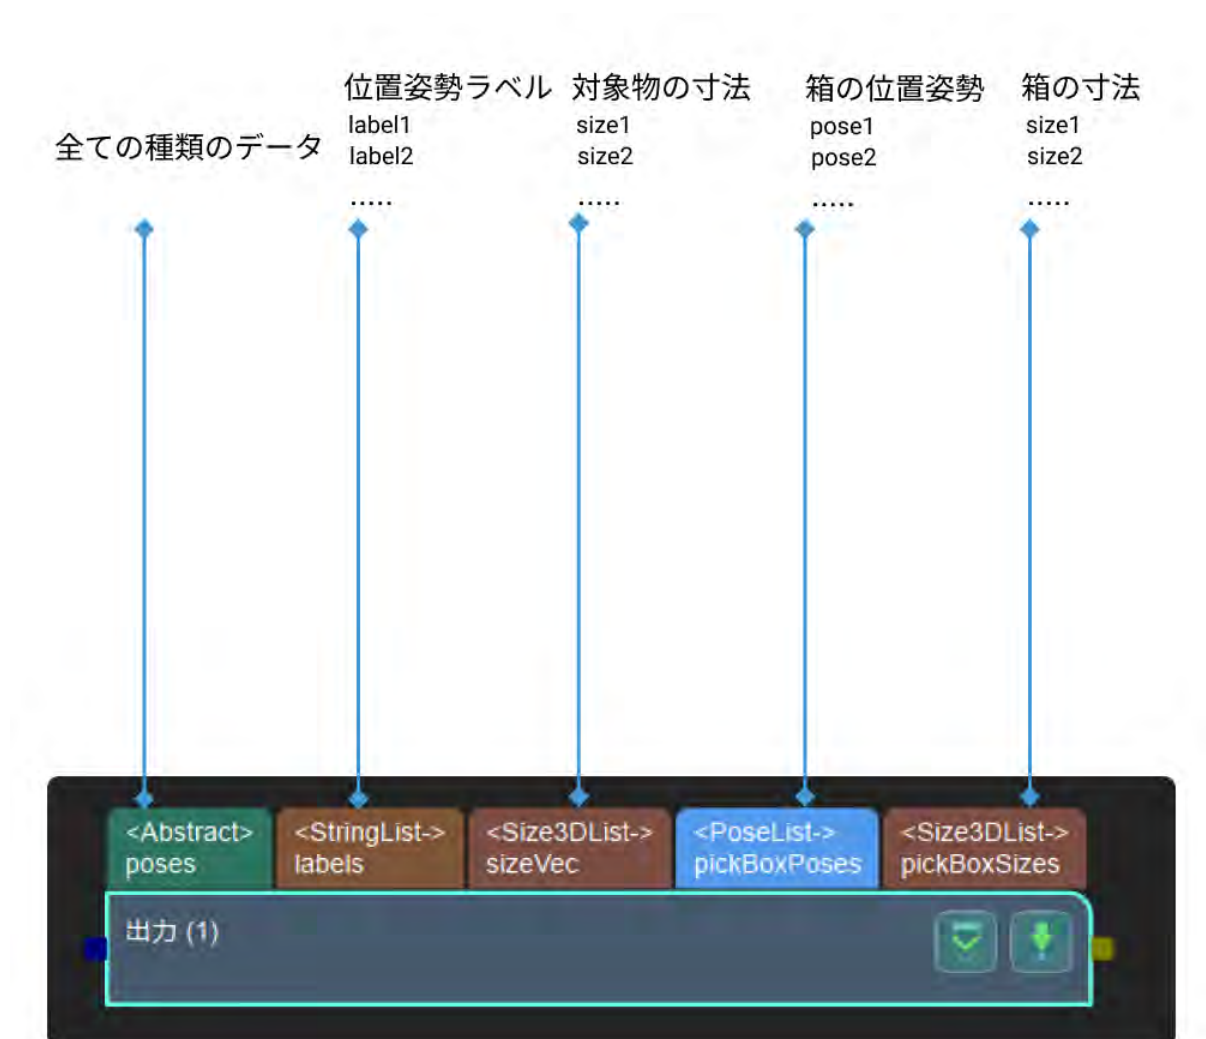 全ての種類のデータ
位置姿勢ラベル
label1
label2
.....
対象物の寸法
size1
size2
.....
箱の位置姿勢
pose1
pose2
.....
箱の寸法
size1
size2
.....
<Abstract>
poses
<StringList->
labels
<Size3DList->
sizeVec
<PoseList->
pickBoxPoses
<Size3DList->
pickBoxSizes
出力 (1)